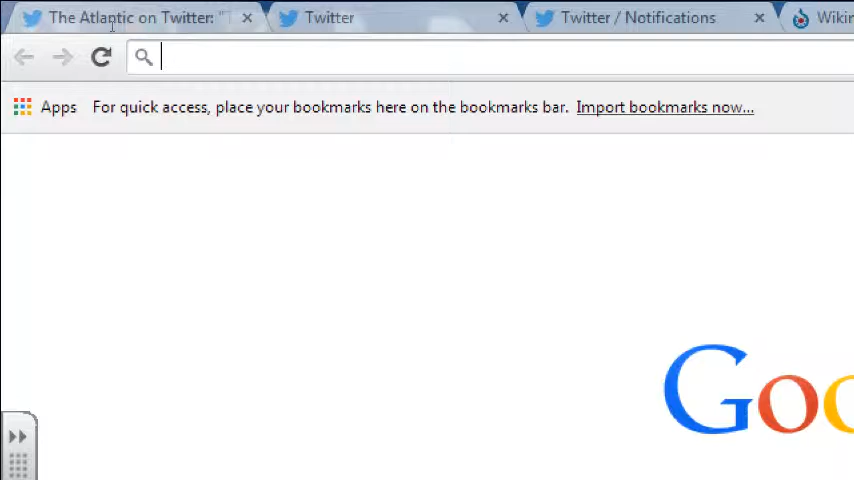 The Atlantic on Twitter: "T
Twitter
Twitter / Notifications
Wikin
Apps
For quick access, place your bookmarks here on the bookmarks bar. Import bookmarks now...
Goo